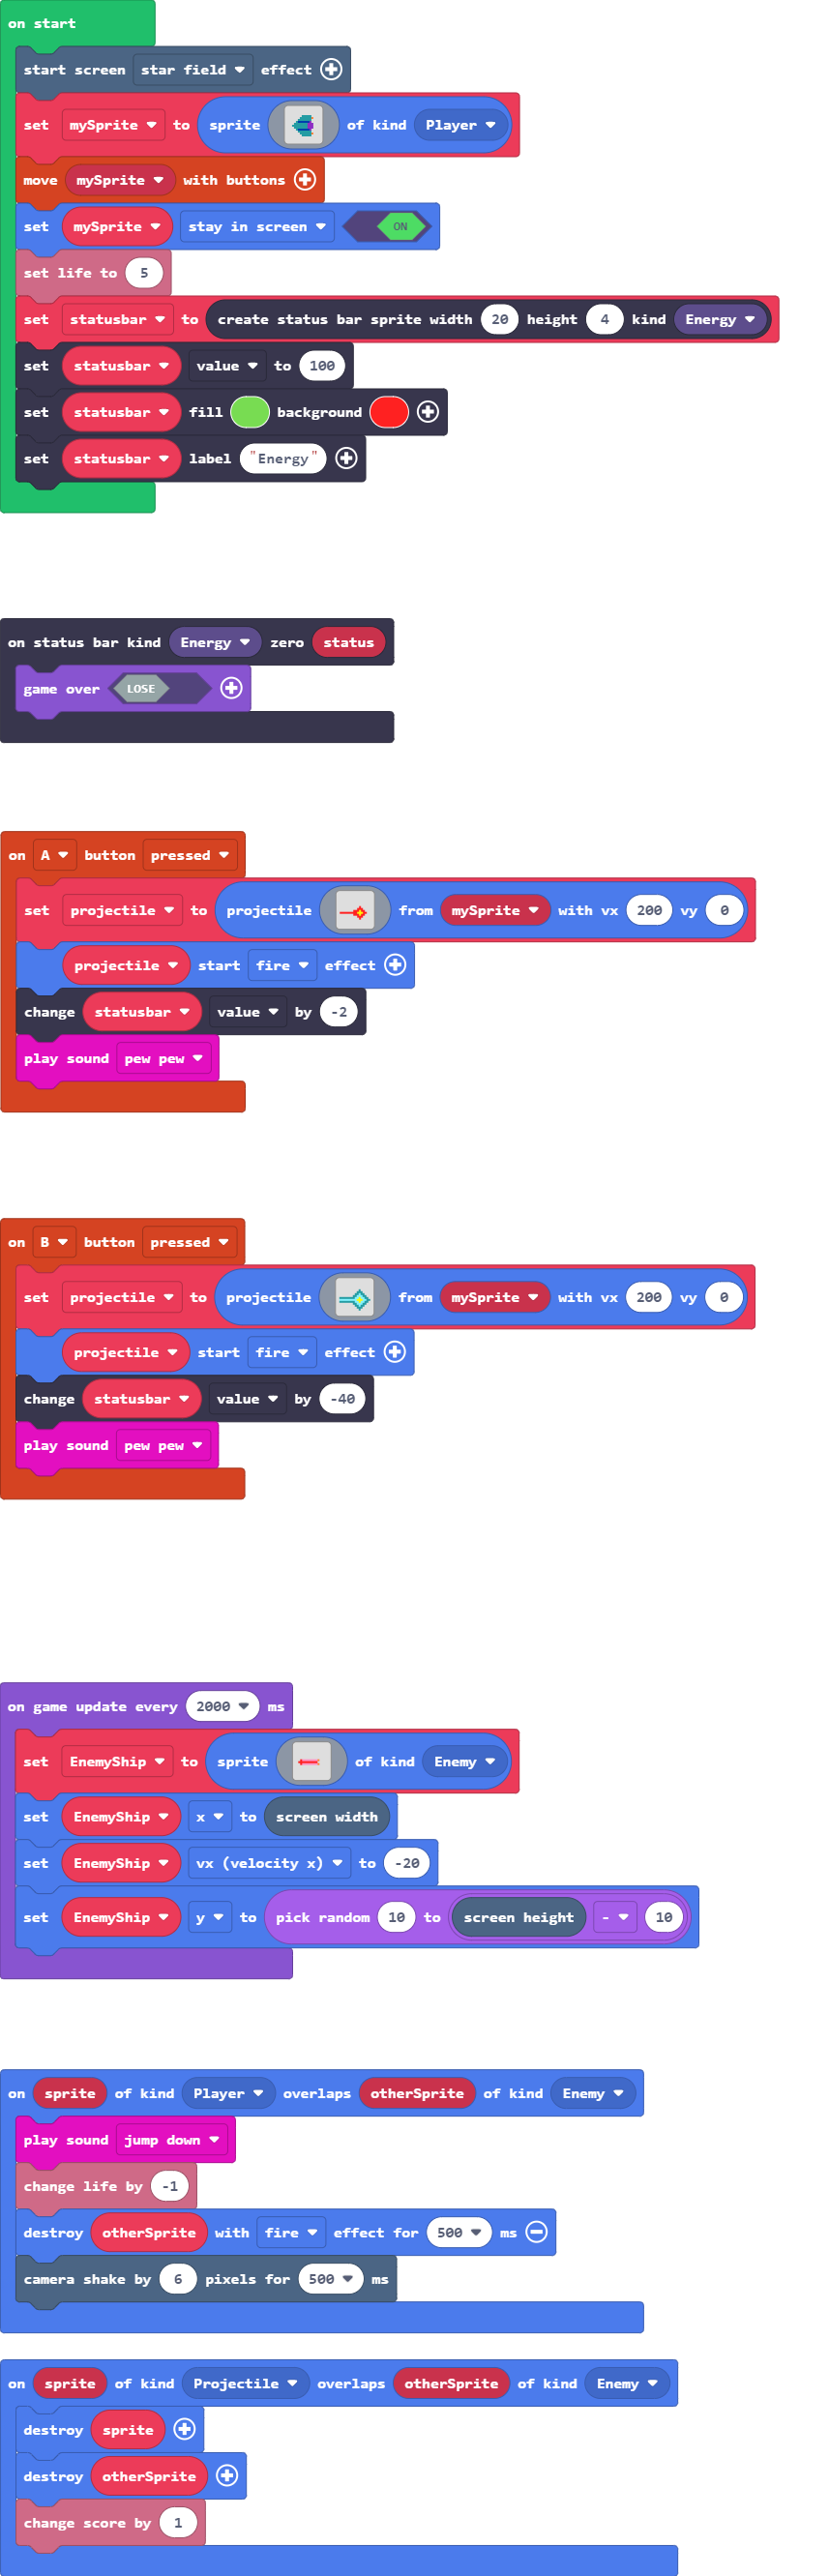 on start
start screen star field effect
set mySprite to sprite of kind Player
move mySprite with buttons
set mySprite stay in screen ON
set life to 5
set statusbar to create status bar sprite width 20 height 4 kind Energy
set statusbar value to 100
set statusbar fill background
set statusbar label "Energy"
on status bar kind Energy zero status
game over LOSE
on A button pressed
set projectile to projectile from mySprite with vx 200 vy 0
projectile start fire effect
change statusbar value by -2
play sound pew pew
on B button pressed
set projectile to projectile from mySprite with vx 200 vy 0
projectile start fire effect
change statusbar value by -40
play sound pew pew
on game update every 2000 ms
set EnemyShip to sprite of kind Enemy
set EnemyShip x to screen width
set EnemyShip vx (velocity x) to -20
set EnemyShip y to pick random 10 to screen height - 10
on sprite of kind Player overlaps otherSprite of kind Enemy
play sound jump down
change life by -1
destroy otherSprite with fire effect for 500 ms
camera shake by 6 pixels for 500 ms
on sprite of kind Projectile overlaps otherSprite of kind Enemy
destroy sprite
destroy otherSprite
change score by 1